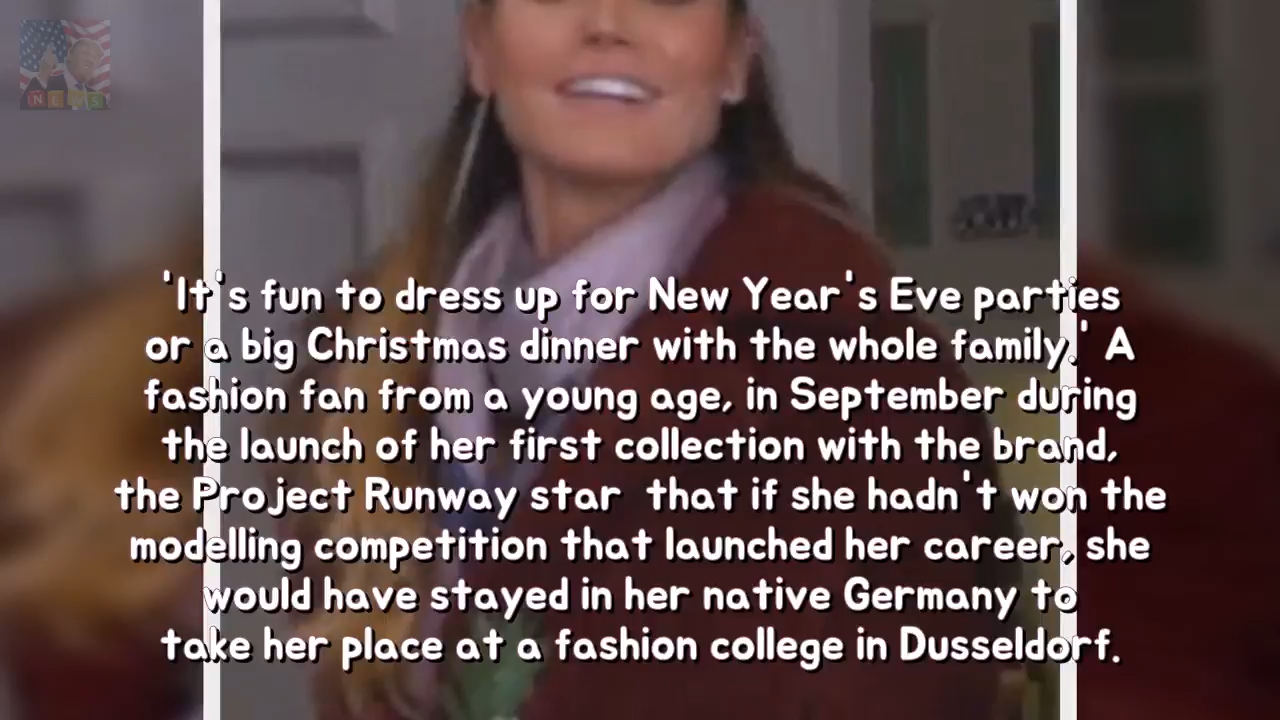 NEWS
'It's fun to dress up for New Year's Eve parties
or a big Christmas dinner with the whole family.' A
fashion fan from a young age, in September during
the launch of her first collection with the brand,
the Project Runway star  that if she hadn't won the
modelling competition that launched her career, she
would have stayed in her native Germany to
take her place at a fashion college in Dusseldorf.